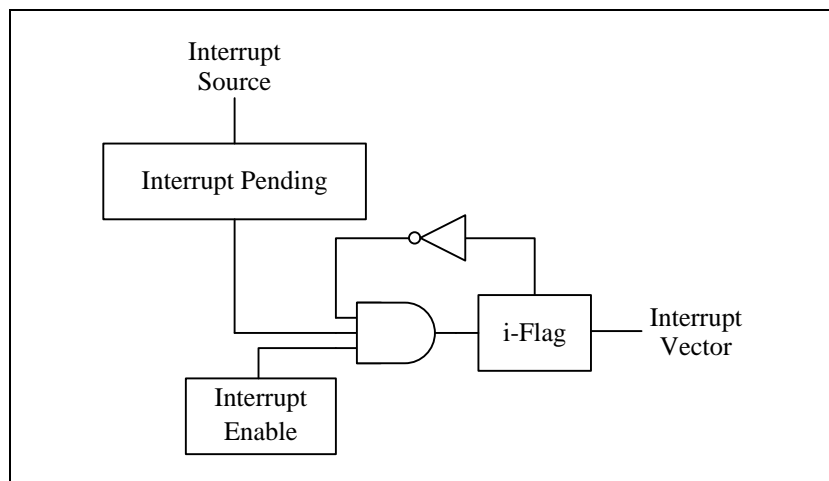 Interrupt
Source
Interrupt Pending
i-Flag
Interrupt
Vector
Interrupt
Enable